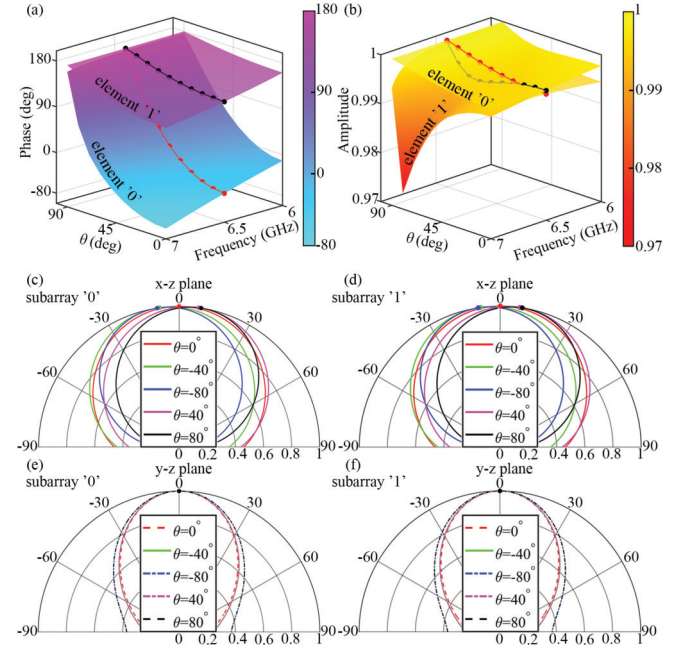 (a)
180
90
0
-80
Phase (deg)
element '1'
element '0'
90
45
0
θ (deg)
7
6.5
6
Frequency (GHz)
180
90
0
-80
(b)
1
0.99
0.98
0.97
Amplitude
element '0'
element '1'
90
45
0
θ (deg)
7
6.5
6
Frequency (GHz)
1
0.99
0.98
0.97
(c)
x-z plane
subarray '0'
0
-30
30
-60
60
-90
θ=0°
θ=-40°
θ=-80°
θ=40°
θ=80°
0 0.2 0.4 0.6 0.8 1
(d)
x-z plane
subarray '1'
0
-30
30
-60
60
-90
θ=0°
θ=-40°
θ=-80°
θ=40°
θ=80°
0 0.2 0.4 0.6 0.8 1
90
(e)
y-z plane
subarray '0'
0
-30
30
-60
60
-90
θ=0°
θ=-40°
θ=-80°
θ=40°
θ=80°
0 0.2 0.4 0.6 0.8 1
(f)
y-z plane
subarray '1'
0
-30
30
-60
60
-90
θ=0°
θ=-40°
θ=-80°
θ=40°
θ=80°
0 0.2 0.4 0.6 0.8 1
90